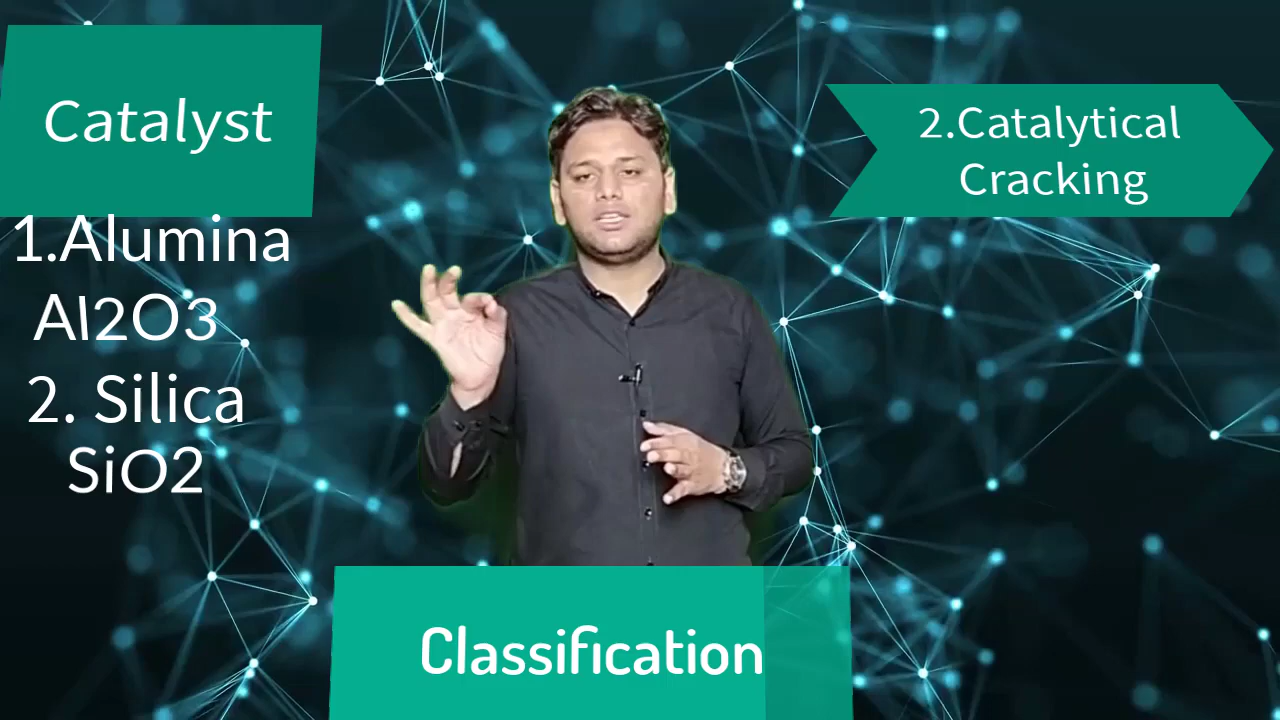 Catalyst
1.Alumina
Al2O3
2. Silica
SiO2
2.Catalytical
Cracking
Classification